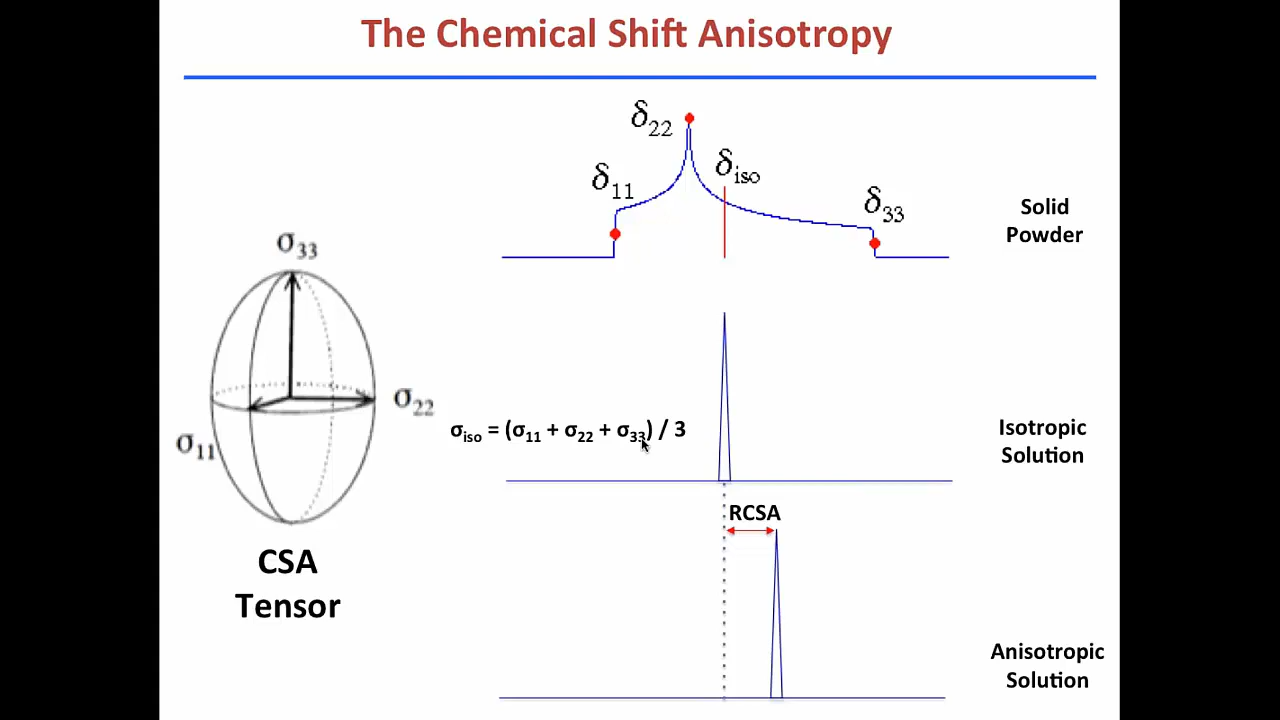 The Chemical Shift Anisotropy
δ22
δiso
δ11
δ33
Solid
Powder
σ33
σ22
σ11
σiso = (σ11 + σ22 + σ33) / 3
Isotropic
Solution
RCSA
CSA
Tensor
Anisotropic
Solution